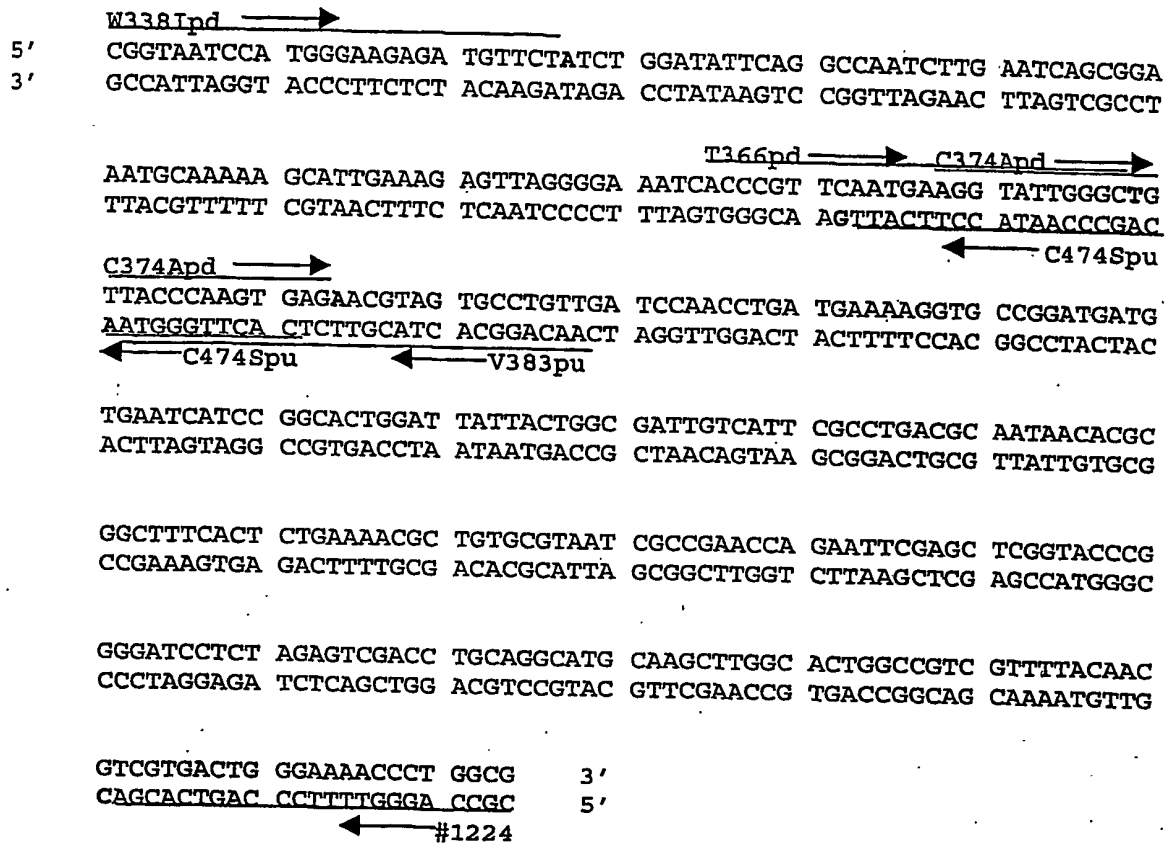 W338Ipd
5' CGGTAATCCA TGGGAAGAGA TGTTCTATCT GGATATTCAG GCCAATCTTG AATCAGCGGA
3' GCCATTAGGT ACCCTTCTCT ACAAGATAGA CCTATAAGTC CGGTTAGAAC TTAGTCGCCT
T366pd C374Apd
AATGCAAAAA GCATTGAAAG AGTTAGGGGA AATCACCCGT TCAATGAAGG TATTGGGCTG
TTACGTTTTT CGTAACTTTC TCAATCCCCT TTAGTGGGCA AGTTACTTCC ATAACCCGAC
C474Spu
C374Apd
TTACCCAAGT GAGAACGTAG TGCCTGTTGA TCCAACCTGA TGAAAAGGTG CCGGATGATG
AATGGGTTCA CTCTTGCATC ACGGACAACT AGGTTGGACT ACTTTTCCAC GGCCTACTAC
C474Spu V383pu
TGAATCATCC GGCACTGGAT TATTACTGGC GATTGTCATT CGCCTGACGC AATAACACGC
ACTTAGTAGG CCGTGACCTA ATAATGACCG CTAACAGTAA GCGGACTGCG TTATTGTGCG
GGCTTTCACT CTGAAAACGC TGTGCGTAAT CGCCGAACCA GAATTCGAGC TCGGTACCCG
CCGAAAGTGA GACTTTTGCG ACACGCATTA GCGGCTTGGT CTTAAGCTCG AGCCATGGGC
GGGATCCTCT AGAGTCGACC TGCAGGCATG CAAGCTTGGC ACTGGCCGTC GTTTTACAAC
CCCTAGGAGA TCTCAGCTGG ACGTCCGTAC GTTCGAACCG TGACCGGCAG CAAAATGTTG
GTCGTGACTG GGAAAACCCT GGCG 3'
CAGCACTGAC CCTTTTGGGA CCGC 5'
#1224